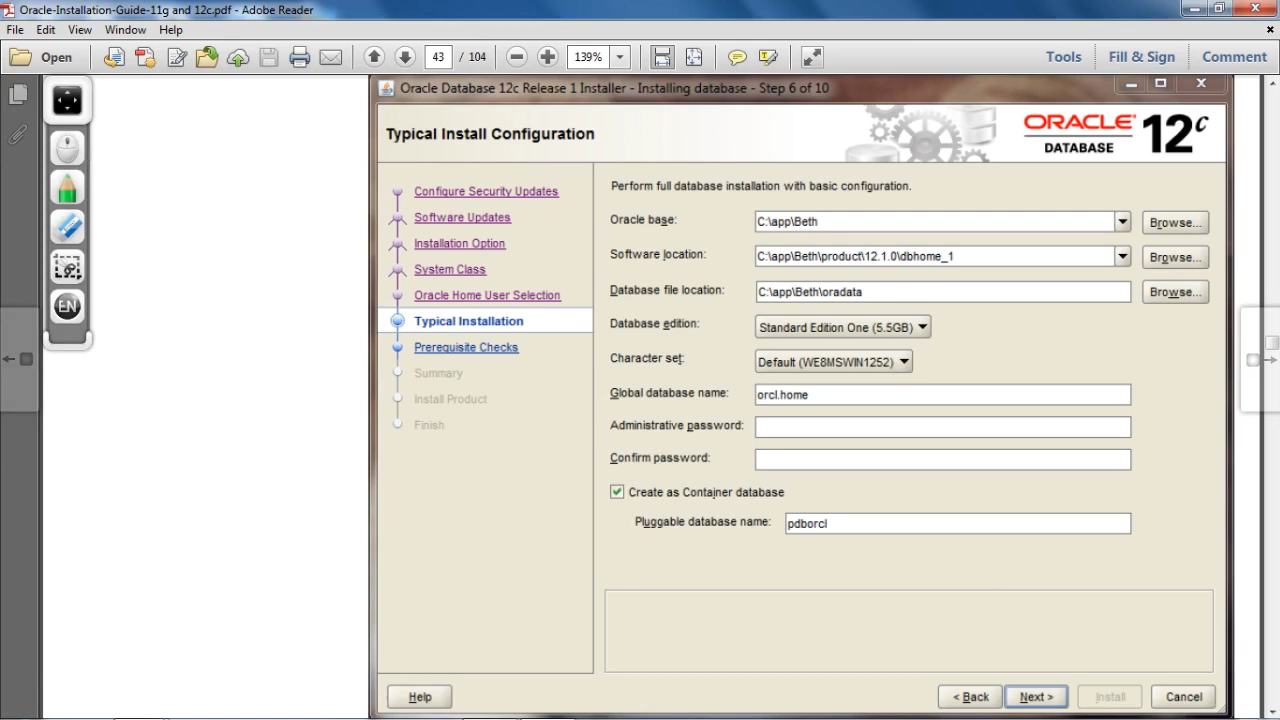 Oracle-Installation-Guide-11g and 12c.pdf - Adobe Reader
File Edit View Window Help
Open 43 / 104 139% Tools Fill & Sign Comment
Oracle Database 12c Release 1 Installer - Installing database - Step 6 of 10
Typical Install Configuration
ORACLE DATABASE 12c
Configure Security Updates
Software Updates
Installation Option
System Class
Oracle Home User Selection
Typical Installation
Prerequisite Checks
Summary
Install Product
Finish
Perform full database installation with basic configuration.
Oracle base: C:\app\Beth Browse...
Software location: C:\app\Beth\product\12.1.0\dbhome_1 Browse...
Database file location: C:\app\Beth\oradata Browse...
Database edition: Standard Edition One (5.5GB)
Character set: Default (WE8MSWIN1252)
Global database name: orcl.home
Administrative password:
Confirm password:
Create as Container database
Pluggable database name: pdborcl
EN
Help < Back Next > Install Cancel